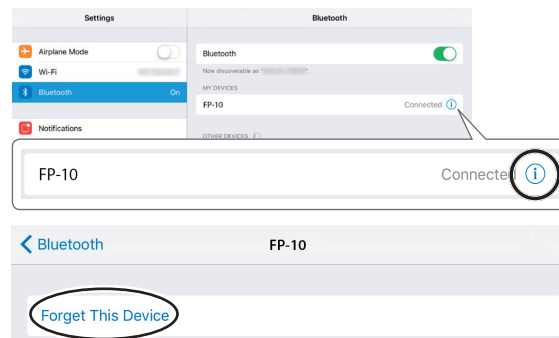 Settings
Bluetooth
Airplane Mode
Wi-Fi
Bluetooth On
Notifications
Bluetooth
Now discoverable as "
".
MY DEVICES
FP-10 Connected i
OTHER DEVICES
FP-10 Connected i
Bluetooth FP-10
Forget This Device